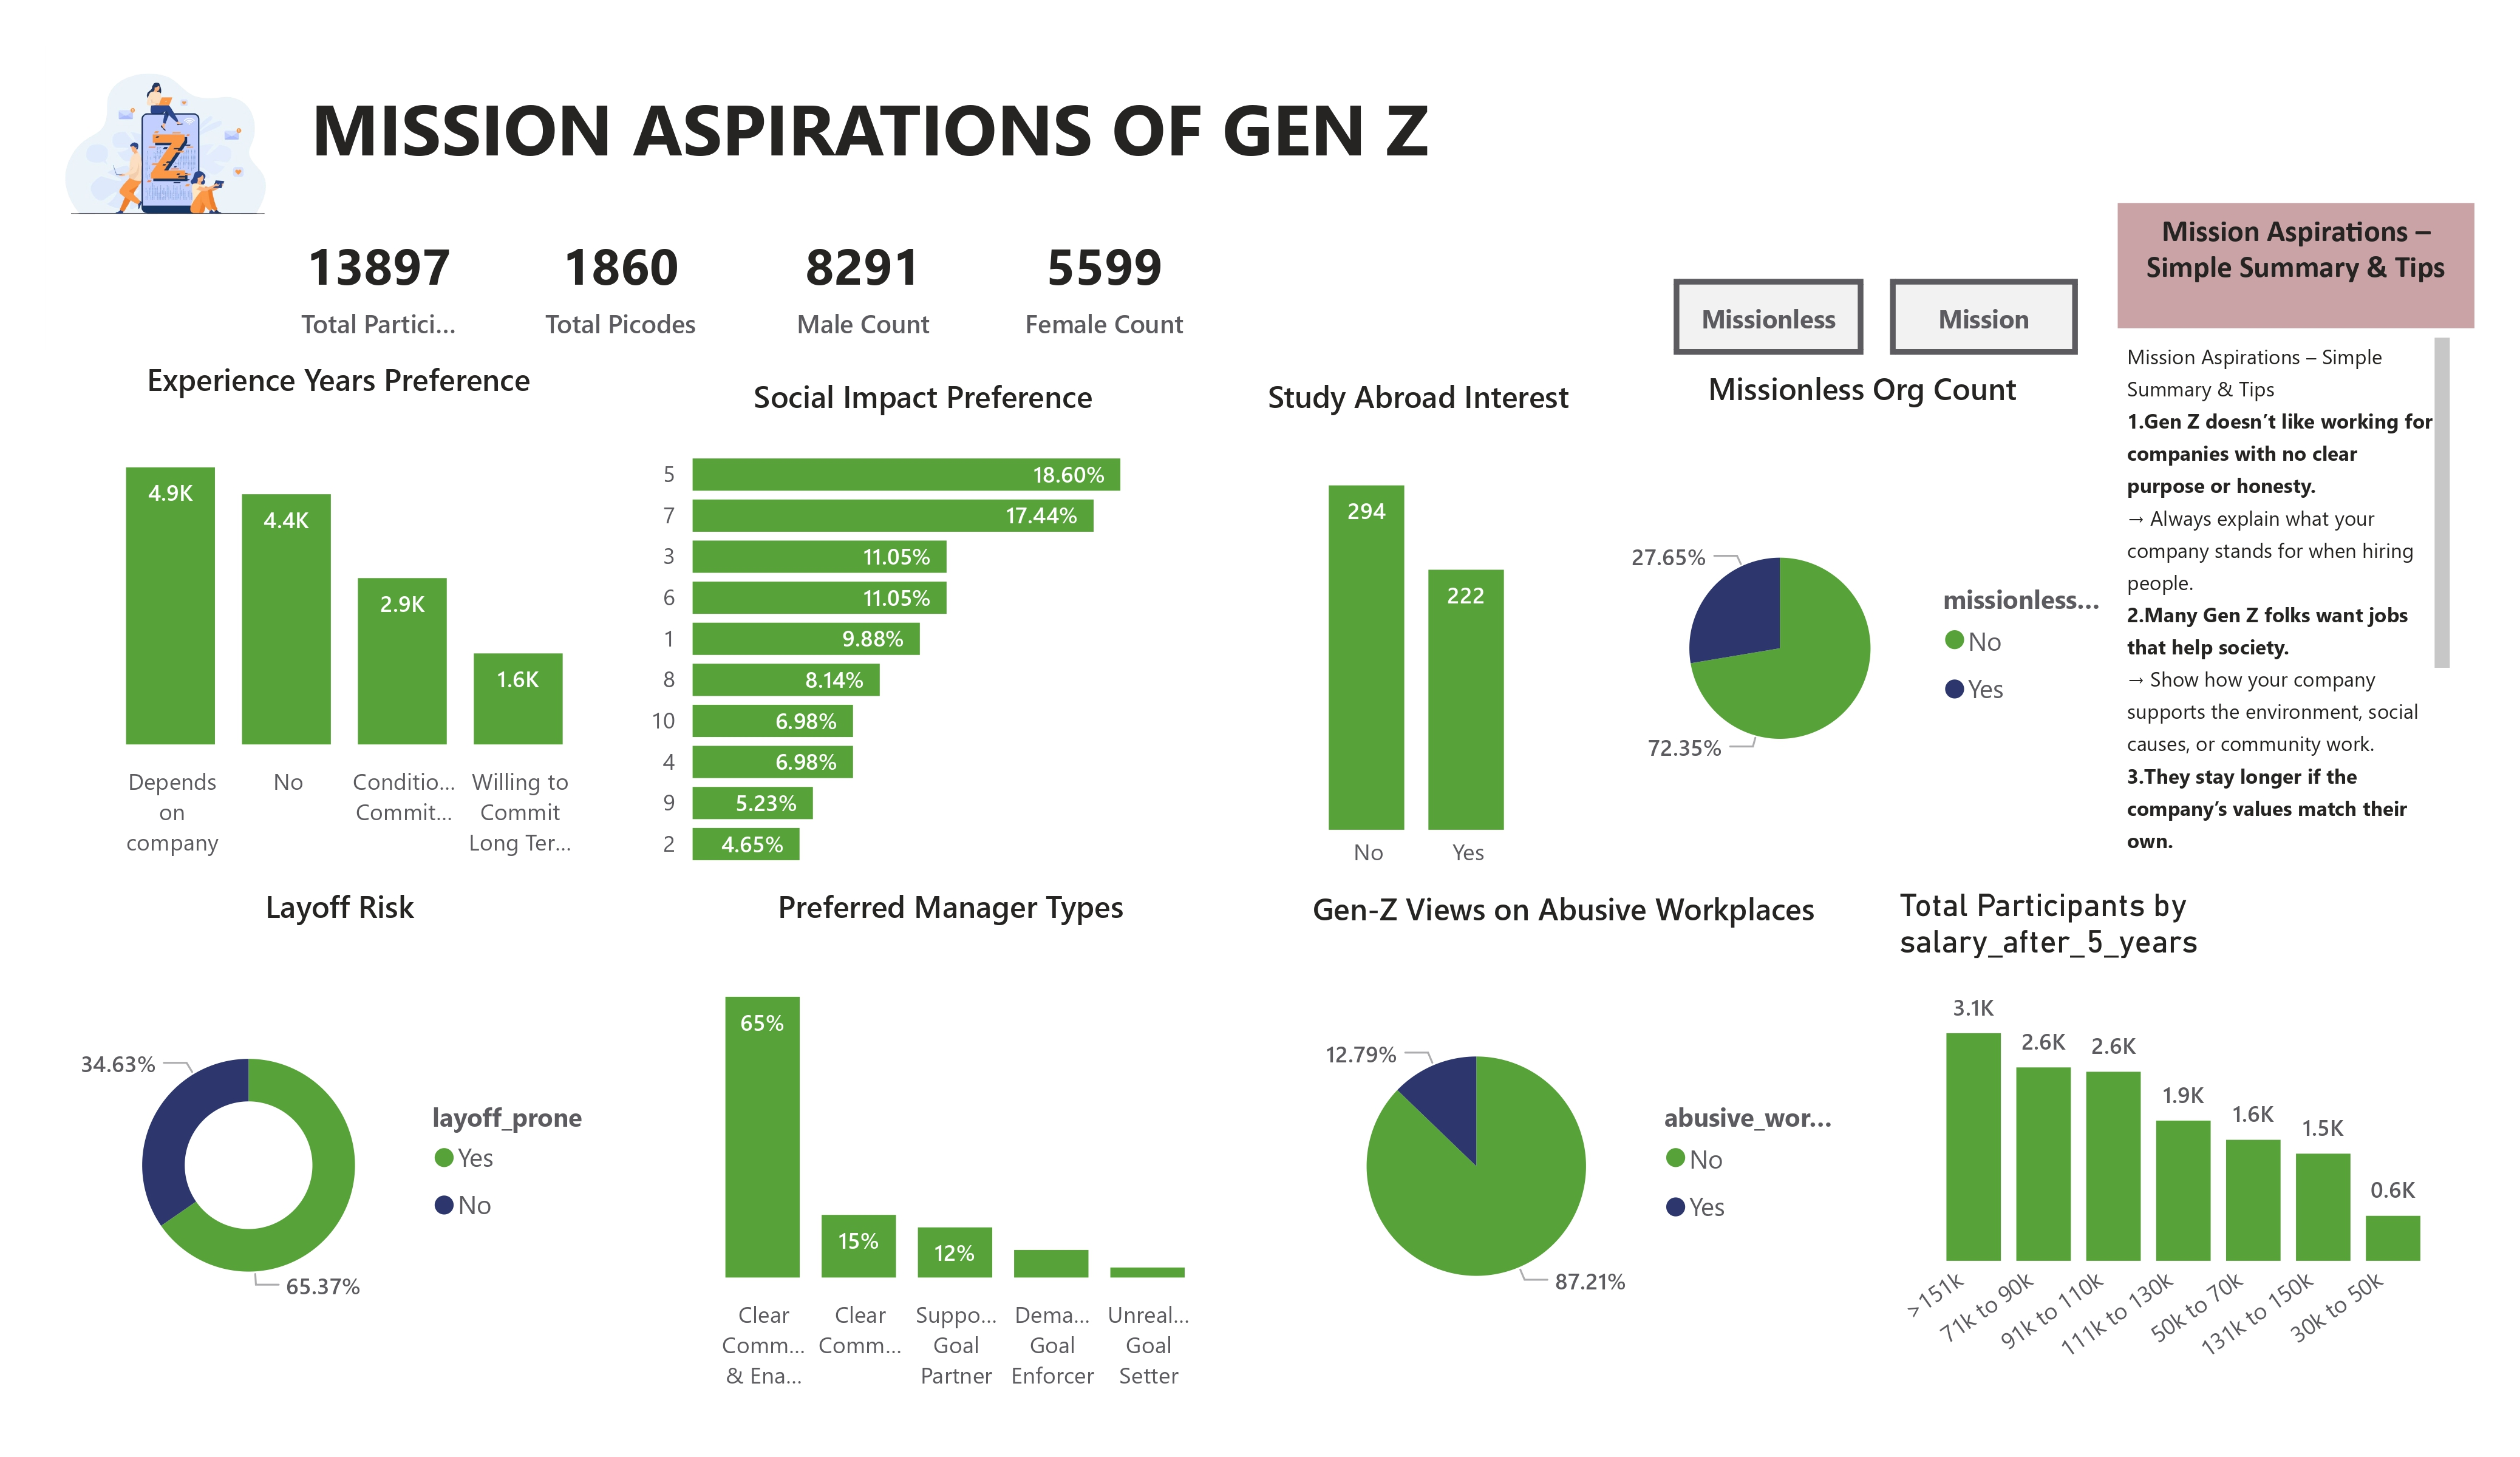 MISSION ASPIRATIONS OF GEN Z
Z
13897
Total Partici...
1860
Total Picodes
8291
Male Count
5599
Female Count
Missionless
Mission
Mission Aspirations –
Simple Summary & Tips
Mission Aspirations – Simple
Summary & Tips
1.Gen Z doesn’t like working for
companies with no clear
purpose or honesty.
→ Always explain what your
company stands for when hiring
people.
2.Many Gen Z folks want jobs
that help society.
→ Show how your company
supports the environment, social
causes, or community work.
3.They stay longer if the
company’s values match their
own.
Experience Years Preference
4.9K
4.4K
2.9K
1.6K
Depends
on
company
No
Conditio...
Commit...
Willing to
Commit
Long Ter...
Social Impact Preference
5 18.60%
7 17.44%
3 11.05%
6 11.05%
1 9.88%
8 8.14%
10 6.98%
4 6.98%
9 5.23%
2 4.65%
Study Abroad Interest
294
222
No
Yes
Missionless Org Count
27.65%
72.35%
missionless...
No
Yes
Layoff Risk
34.63%
65.37%
layoff_prone
Yes
No
Preferred Manager Types
65%
15%
12%
Clear
Comm...
& Ena...
Clear
Comm...
Suppo...
Goal
Partner
Dema...
Goal
Enforcer
Unreal...
Goal
Setter
Gen-Z Views on Abusive Workplaces
12.79%
87.21%
abusive_wor...
No
Yes
Total Participants by
salary_after_5_years
3.1K
2.6K
2.6K
1.9K
1.6K
1.5K
0.6K
>151k
71k to 90k
91k to 110k
111k to 130k
50k to 70k
131k to 150k
30k to 50k